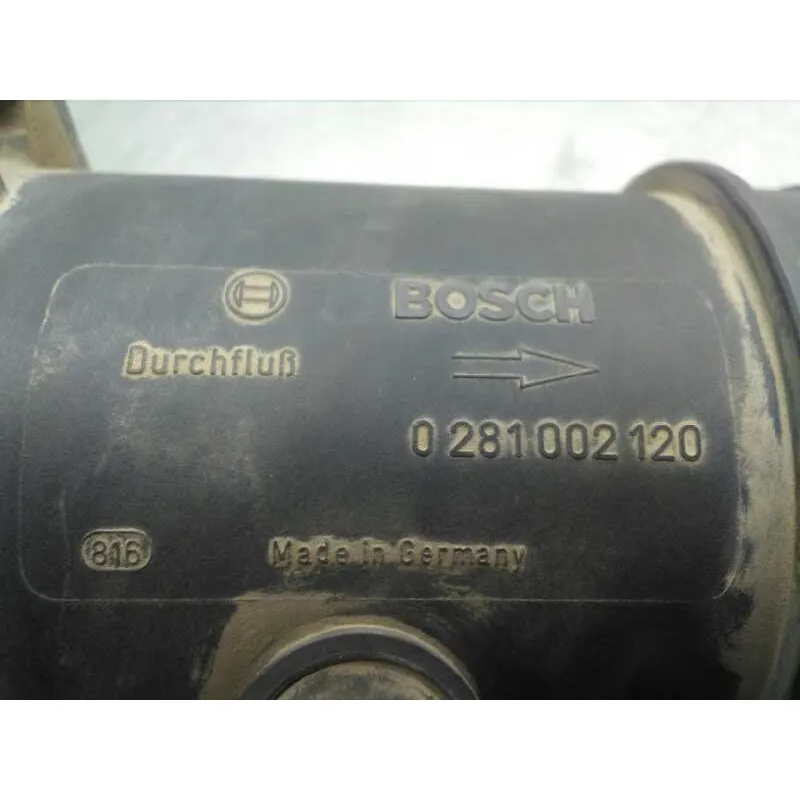 BOSCH
Durchfluß
0 281 002 120
816 Made in Germany